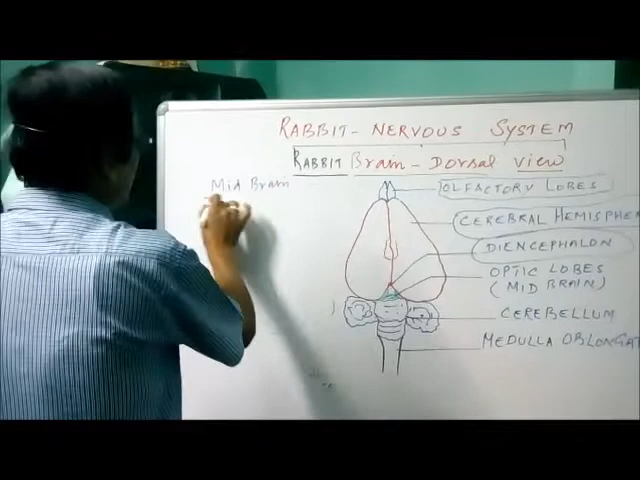 RABBIT - NERVOUS SYSTEM
RABBIT Brain - Dorsal view
Mid Brain
OLFACTORY LOBES
CEREBRAL HEMISPHE
DIENCEPHALON
OPTIC LOBES
(MID BRAIN)
CEREBELLUM
MEDULLA OBLONGAT